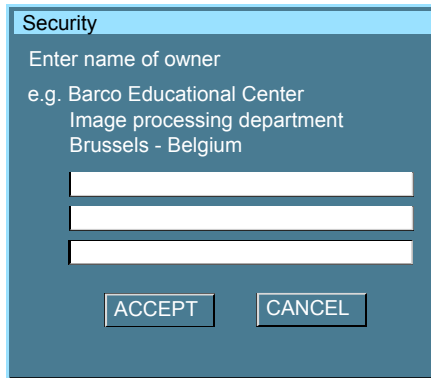 Security
Enter name of owner
e.g. Barco Educational Center
Image processing department
Brussels - Belgium
ACCEPT CANCEL